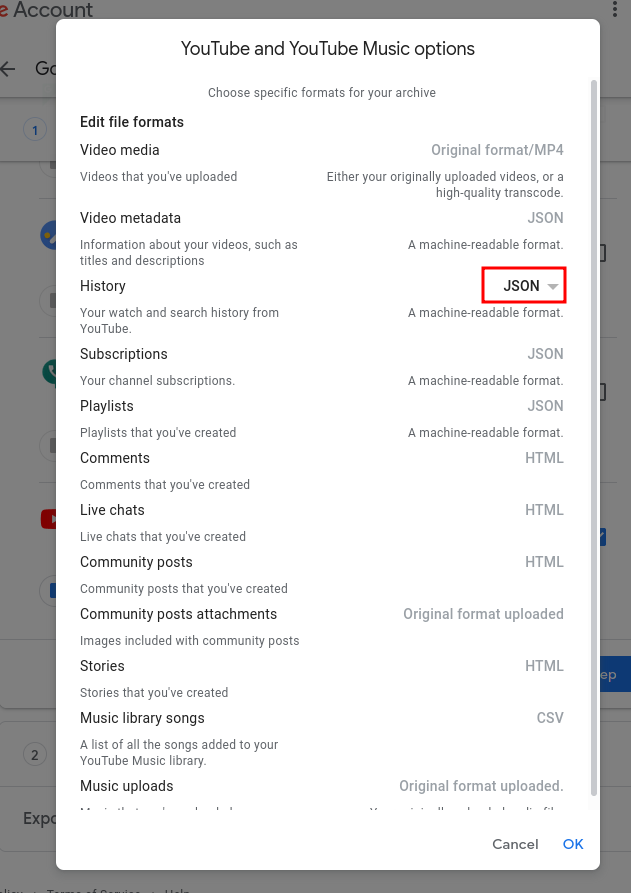 Account
YouTube and YouTube Music options
Go
Choose specific formats for your archive
Edit file formats
1
Video media Original format/MP4
Videos that you've uploaded Either your originally uploaded videos, or a
high-quality transcode.
Video metadata JSON
Information about your videos, such as A machine-readable format.
titles and descriptions
History JSON
Your watch and search history from A machine-readable format.
YouTube.
Subscriptions JSON
Your channel subscriptions. A machine-readable format.
Playlists JSON
Playlists that you've created A machine-readable format.
Comments HTML
Comments that you've created
Live chats HTML
Live chats that you've created
Community posts HTML
Community posts that you've created
Community posts attachments Original format uploaded
Images included with community posts
Stories HTML
ep
Stories that you've created
Music library songs CSV
A list of all the songs added to your
YouTube Music library.
2
Music uploads Original format uploaded.
Expo
Cancel OK